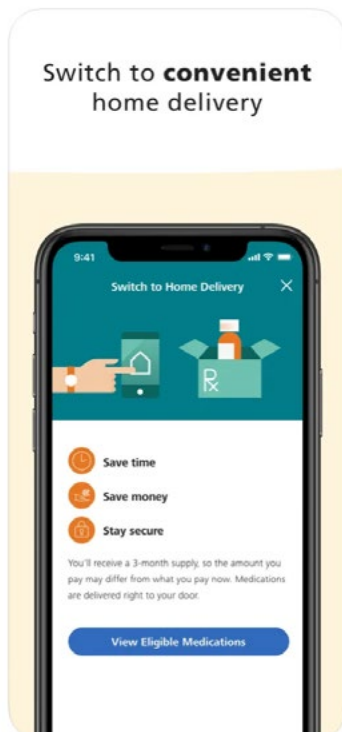 Switch to convenient
home delivery
9:41
Switch to Home Delivery
Rx
Save time
Save money
Stay secure
You'll receive a 3-month supply, so the amount you
pay may differ from what you pay now. Medications
are delivered right to your door.
View Eligible Medications